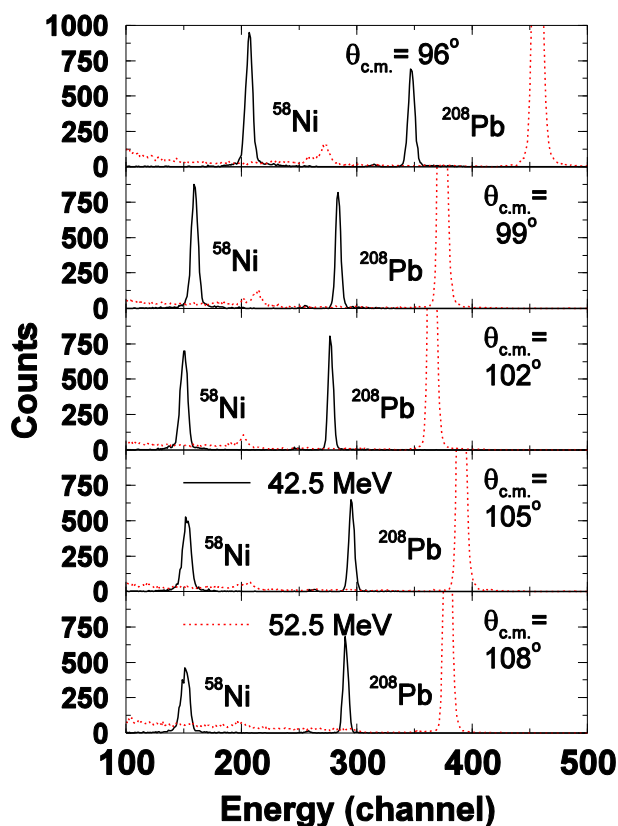 1000
750
500
250
0
θc.m.= 96°
58Ni
208Pb
750
500
250
0
θc.m.=
99°
58Ni
208Pb
750
500
250
0
θc.m.=
102°
58Ni
208Pb
750
500
250
0
42.5 MeV
θc.m.=
105°
58Ni
208Pb
750
500
250
0
52.5 MeV
θc.m.=
108°
58Ni
208Pb
100 200 300 400 500
Energy (channel)
Counts